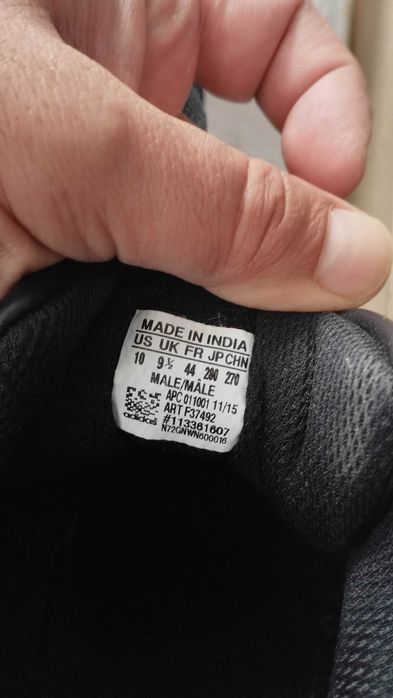 MADE IN INDIA
US UK FR JP CHN
10 9½ 44 280 270
MALE/MÂLE
APC 011001 11/15
ART F37492
#113361607
N72GNWN600016
adidas